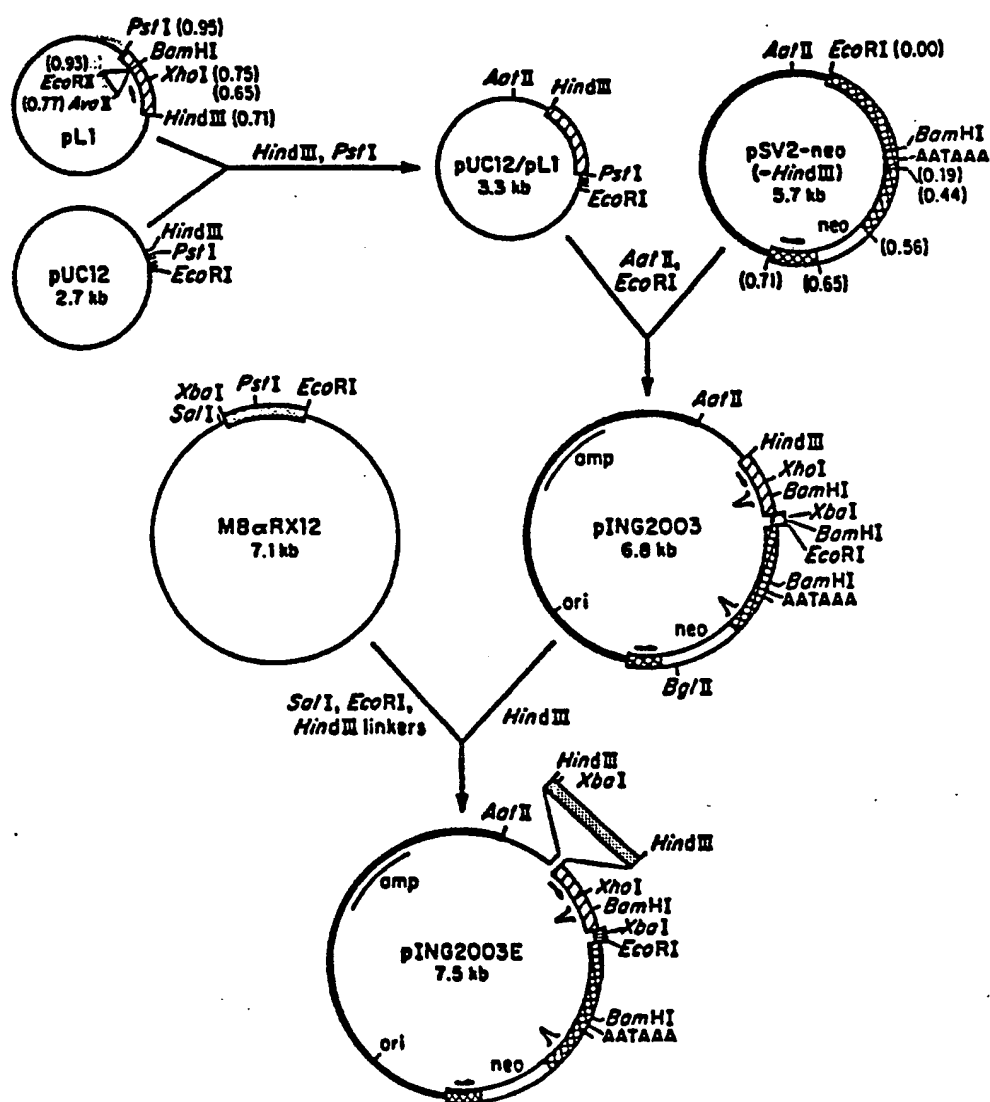 PstI (0.95)
BamHI
(0.93)
EcoRII
XhoI (0.75)
(0.65)
(0.77) AvaII
HindIII (0.71)
pL1
HindIII, PstI
HindIII
PstI
EcoRI
pUC12
2.7 kb
AatII
HindIII
pUC12/pL1
3.3 kb
PstI
EcoRI
AatII
EcoRI (0.00)
pSV2-neo
(-HindIII)
5.7 kb
BamHI
AATAAA
(0.19)
(0.44)
neo
(0.56)
(0.71)
(0.65)
AatII,
EcoRI
XbaI
SalI
PstI
EcoRI
M8αRX12
7.1 kb
AatII
HindIII
XhoI
BamHI
XbaI
BamHI
EcoRI
BamHI
AATAAA
amp
pING2003
6.8 kb
ori
neo
BglII
SalI, EcoRI,
HindIII linkers
HindIII
HindIII
XbaI
HindIII
AatII
XhoI
BamHI
XbaI
EcoRI
amp
pING2003E
7.5 kb
BamHI
AATAAA
ori
neo